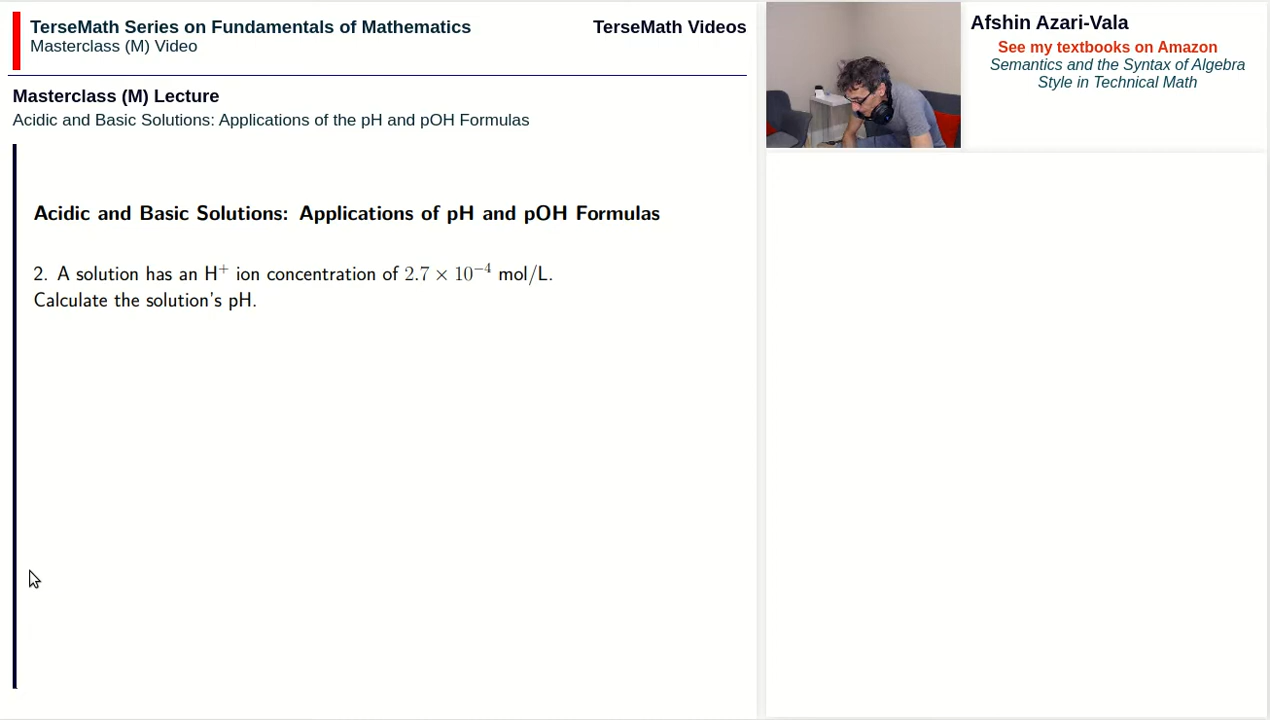 TerseMath Series on Fundamentals of Mathematics
Masterclass (M) Video
TerseMath Videos
Masterclass (M) Lecture
Acidic and Basic Solutions: Applications of the pH and pOH Formulas
Acidic and Basic Solutions: Applications of pH and pOH Formulas
2. A solution has an H⁺ ion concentration of 2.7 × 10⁻⁴ mol/L.
Calculate the solution's pH.
Afshin Azari-Vala
See my textbooks on Amazon
Semantics and the Syntax of Algebra
Style in Technical Math